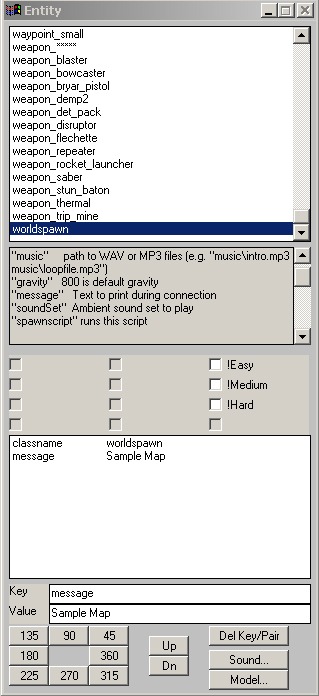 Entity
waypoint_small
weapon_*****
weapon_blaster
weapon_bowcaster
weapon_bryar_pistol
weapon_demp2
weapon_det_pack
weapon_disruptor
weapon_flechette
weapon_repeater
weapon_rocket_launcher
weapon_saber
weapon_stun_baton
weapon_thermal
weapon_trip_mine
worldspawn
"music" path to WAV or MP3 files (e.g. "music\intro.mp3
music\loopfile.mp3")
"gravity" 800 is default gravity
"message" Text to print during connection
"soundSet" Ambient sound set to play
"spawnscript" runs this script
!Easy
!Medium
!Hard
classname worldspawn
message Sample Map
Key message
Value Sample Map
135 90 45
180 360
225 270 315
Up
Dn
Del Key/Pair
Sound...
Model...